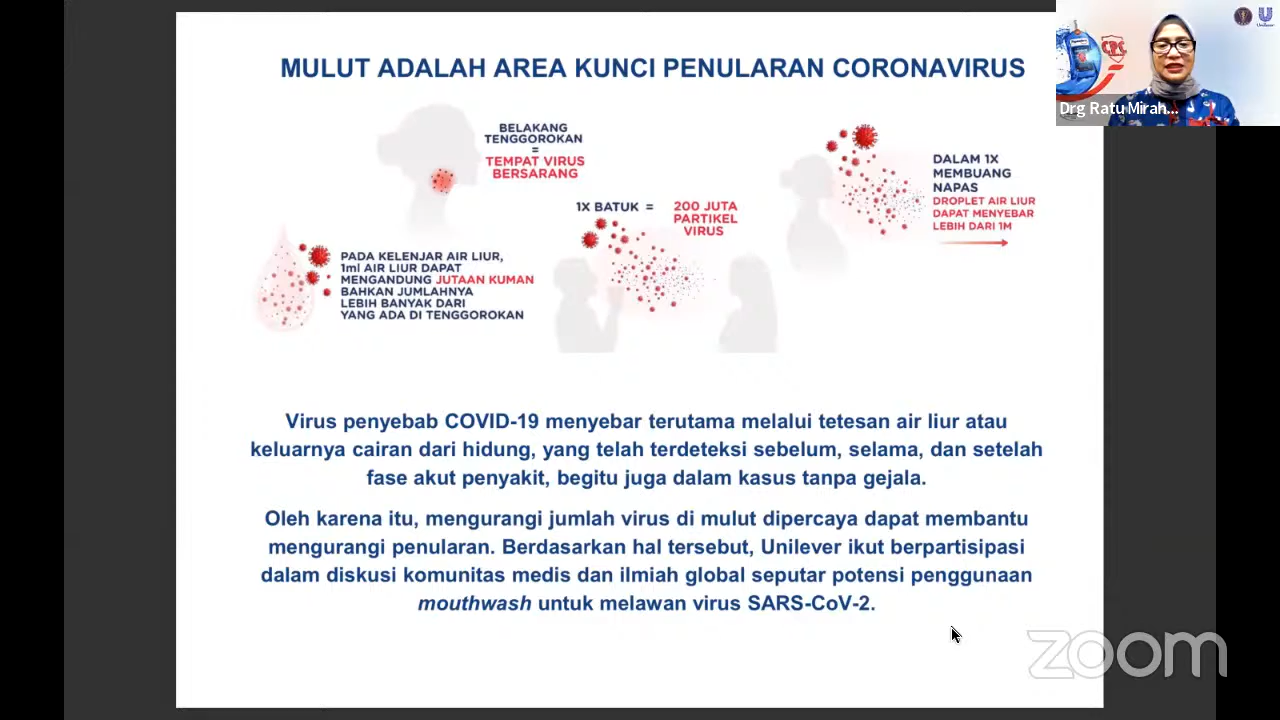 MULUT ADALAH AREA KUNCI PENULARAN CORONAVIRUS
BELAKANG
TENGGOROKAN
=
TEMPAT VIRUS
BERSARANG
PADA KELENJAR AIR LIUR,
1ml AIR LIUR DAPAT
MENGANDUNG JUTAAN KUMAN
BAHKAN JUMLAHNYA
LEBIH BANYAK DARI
YANG ADA DI TENGGOROKAN
1X BATUK = 200 JUTA
PARTIKEL
VIRUS
DALAM 1X
MEMBUANG
NAPAS
DROPLET AIR LIUR
DAPAT MENYEBAR
LEBIH DARI 1M
Virus penyebab COVID-19 menyebar terutama melalui tetesan air liur atau
keluarnya cairan dari hidung, yang telah terdeteksi sebelum, selama, dan setelah
fase akut penyakit, begitu juga dalam kasus tanpa gejala.
Oleh karena itu, mengurangi jumlah virus di mulut dipercaya dapat membantu
mengurangi penularan. Berdasarkan hal tersebut, Unilever ikut berpartisipasi
dalam diskusi komunitas medis dan ilmiah global seputar potensi penggunaan
mouthwash untuk melawan virus SARS-CoV-2.
Drg Ratu Mirah...
Unilever
zoom